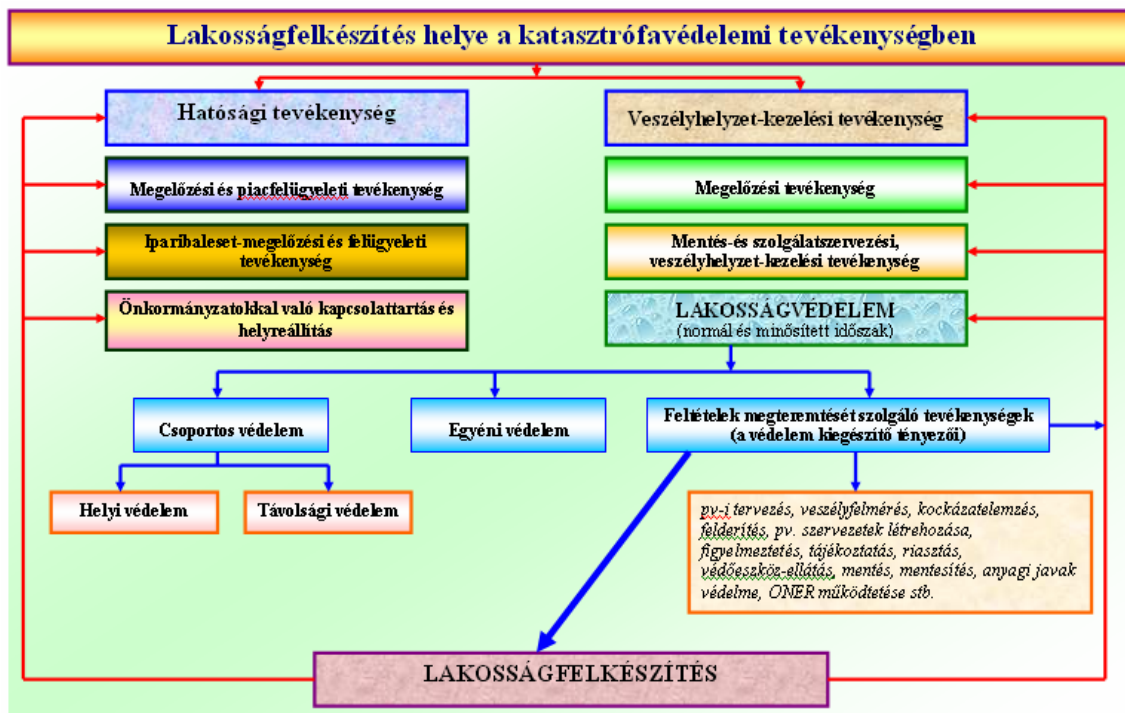 Lakosságfelkészítés helye a katasztrófavédelmi tevékenységben
Hatósági tevékenység
Veszélyhelyzet-kezelési tevékenység
Megelőzési és piacfelügyeleti tevékenység
Megelőzési tevékenység
Iparibaleset-megelőzési és felügyeleti
tevékenység
Mentés-és szolgálatszervezési,
veszélyhelyzet-kezelési tevékenység
Önkormányzatokkal való kapcsolattartás és
helyreállítás
LAKOSSÁGVÉDELEM
(normál és minősített időszak)
Csoportos védelem
Egyéni védelem
Feltételek megteremtését szolgáló tevékenységek
(a védelem kiegészítő tényezői)
Helyi védelem
Távolsági védelem
pv-i tervezés, veszélyfelmérés, kockázatelemzés,
felderítés, pv. szervezetek létrehozása,
figyelmeztetés, tájékoztatás, riasztás,
védőeszköz-ellátás, mentés, mentesítés, anyagi javak
védelme, ONER működtetése stb.
LAKOSSÁGFELKÉSZÍTÉS